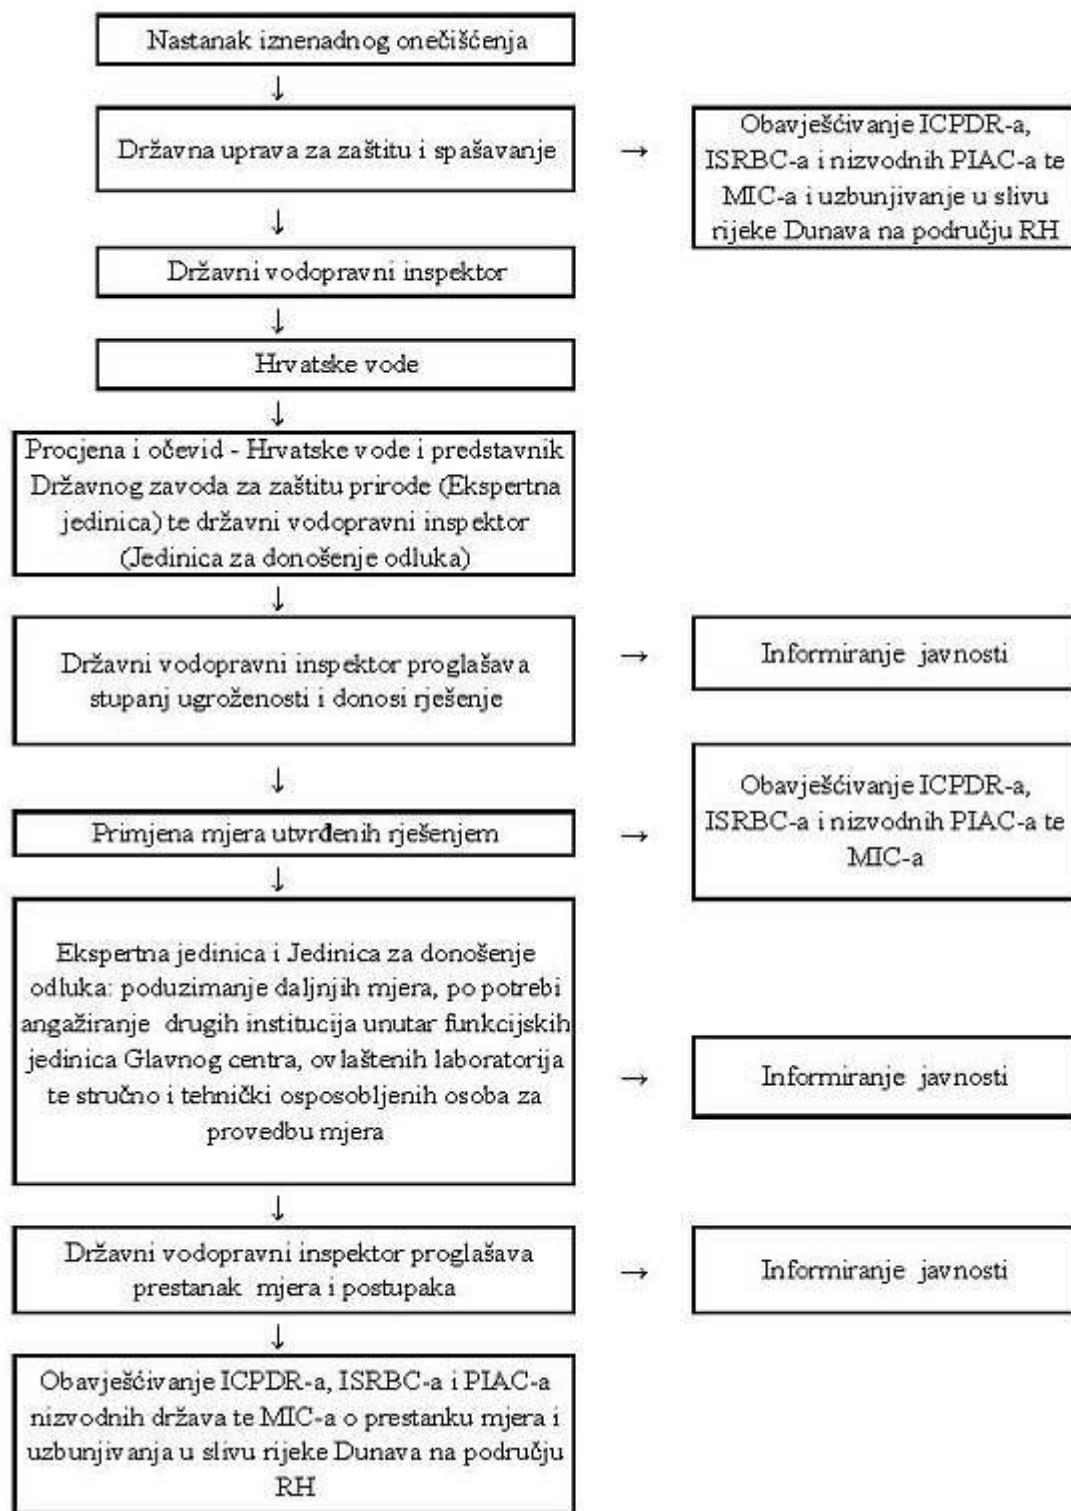 Nastanak iznenadnog onečišćenja
↓
Državna uprava za zaštitu i spašavanje
→
Obavješćivanje ICPDR-a,
ISRBC-a i nizvodnih PIAC-a te
MIC-a i uzbunjivanje u slivu
rijeke Dunava na području RH
↓
Državni vodopravni inspektor
↓
Hrvatske vode
↓
Procjena i očevid - Hrvatske vode i predstavnik
Državnog zavoda za zaštitu prirode (Ekspertna
jedinica) te državni vodopravni inspektor
(Jedinica za donošenje odluka)
↓
Državni vodopravni inspektor proglašava
stupanj ugroženosti i donosi rješenje
→
Informiranje javnosti
↓
Primjena mjera utvrđenih rješenjem
→
Obavješćivanje ICPDR-a,
ISRBC-a i nizvodnih PIAC-a te
MIC-a
↓
Ekspertna jedinica i Jedinica za donošenje
odluka: poduzimanje daljnjih mjera, po potrebi
angažiranje drugih institucija unutar funkcijskih
jedinica Glavnog centra, ovlaštenih laboratorija
te stručno i tehnički osposobljenih osoba za
provedbu mjera
→
Informiranje javnosti
↓
Državni vodopravni inspektor proglašava
prestanak mjera i postupaka
→
Informiranje javnosti
↓
Obavješćivanje ICPDR-a, ISRBC-a i PIAC-a
nizvodnih država te MIC-a o prestanku mjera i
uzbunjivanja u slivu rijeke Dunava na području
RH